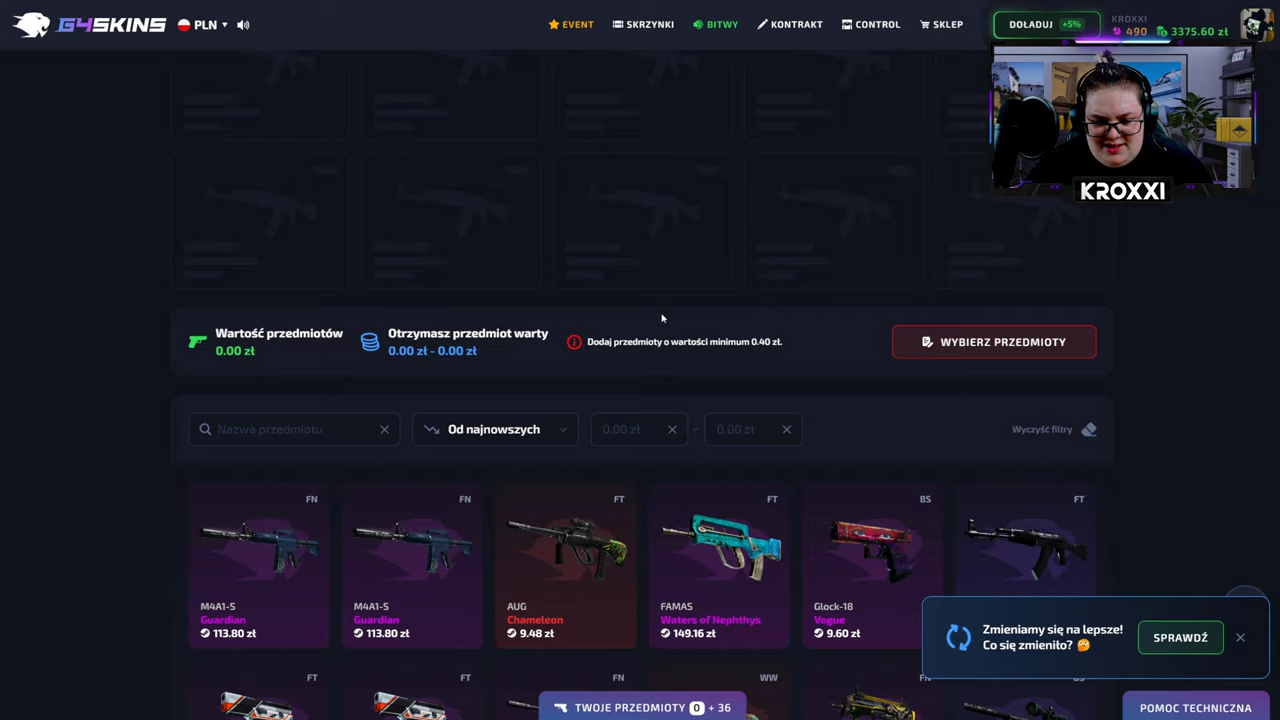 G4SKINS
PLN
EVENT
SKRZYNKI
BITWY
KONTRAKT
CONTROL
SKLEP
DOŁADUJ +5%
KROXXI
490
3375.60 zł
KROXXI
Wartość przedmiotów
0.00 zł
Otrzymasz przedmiot warty
0.00 zł - 0.00 zł
Dodaj przedmioty o wartości minimum 0.40 zł.
WYBIERZ PRZEDMIOTY
Nazwa przedmiotu
Od najnowszych
0.00 zł - 0.00 zł
Wyczyść filtry
FN
M4A1-S
Guardian
113.80 zł
FN
M4A1-S
Guardian
113.80 zł
FT
AUG
Chameleon
9.48 zł
FT
FAMAS
Waters of Nephthys
149.16 zł
BS
Glock-18
Vogue
9.60 zł
FT
Zmieniamy się na lepsze!
Co się zmieniło? 🤔
SPRAWDŹ
FT
FT
FN
WW
FN
BS
TWOJE PRZEDMIOTY 0 + 36
POMOC TECHNICZNA